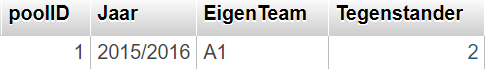 poolID Jaar EigenTeam Tegenstander
1 2015/2016 A1 2